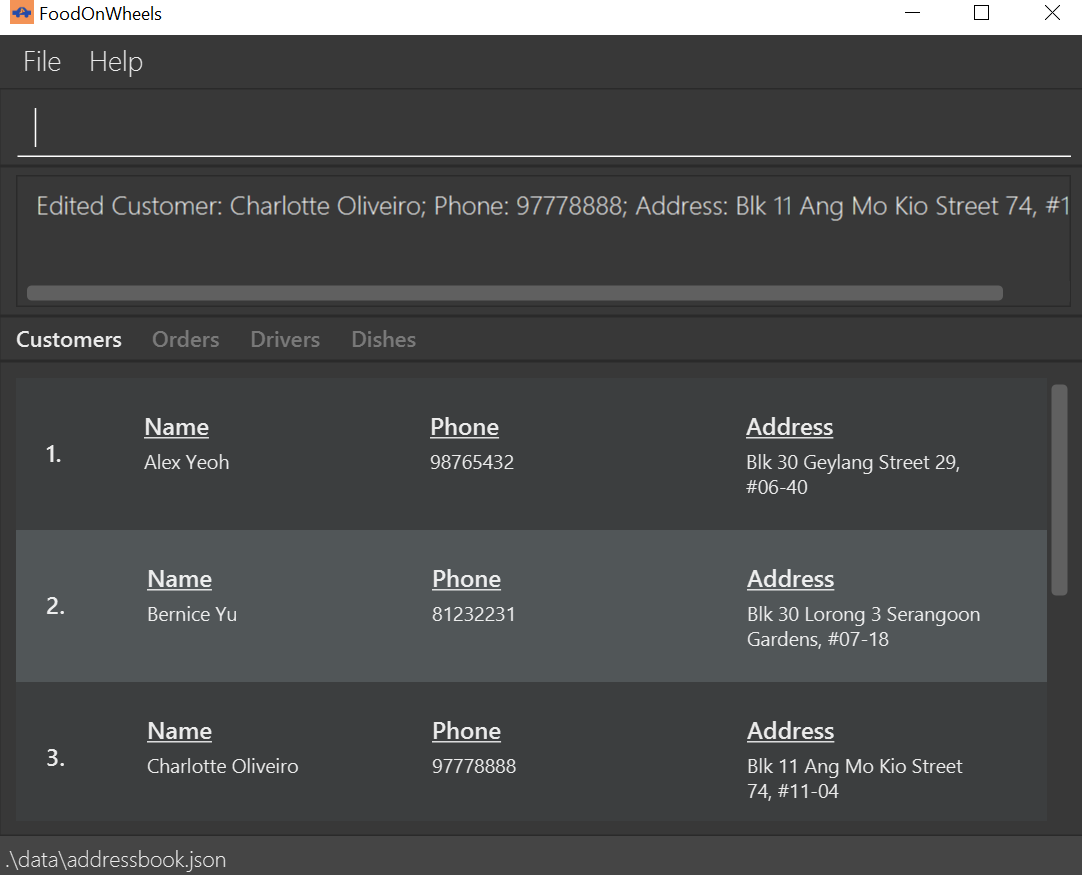 FoodOnWheels
File Help
Edited Customer: Charlotte Oliveiro; Phone: 97778888; Address: Blk 11 Ang Mo Kio Street 74, #1
Customers Orders Drivers Dishes
1.
Name Phone Address
Alex Yeoh 98765432 Blk 30 Geylang Street 29,
#06-40
2.
Name Phone Address
Bernice Yu 81232231 Blk 30 Lorong 3 Serangoon
Gardens, #07-18
3.
Name Phone Address
Charlotte Oliveiro 97778888 Blk 11 Ang Mo Kio Street
74, #11-04
.\data\addressbook.json